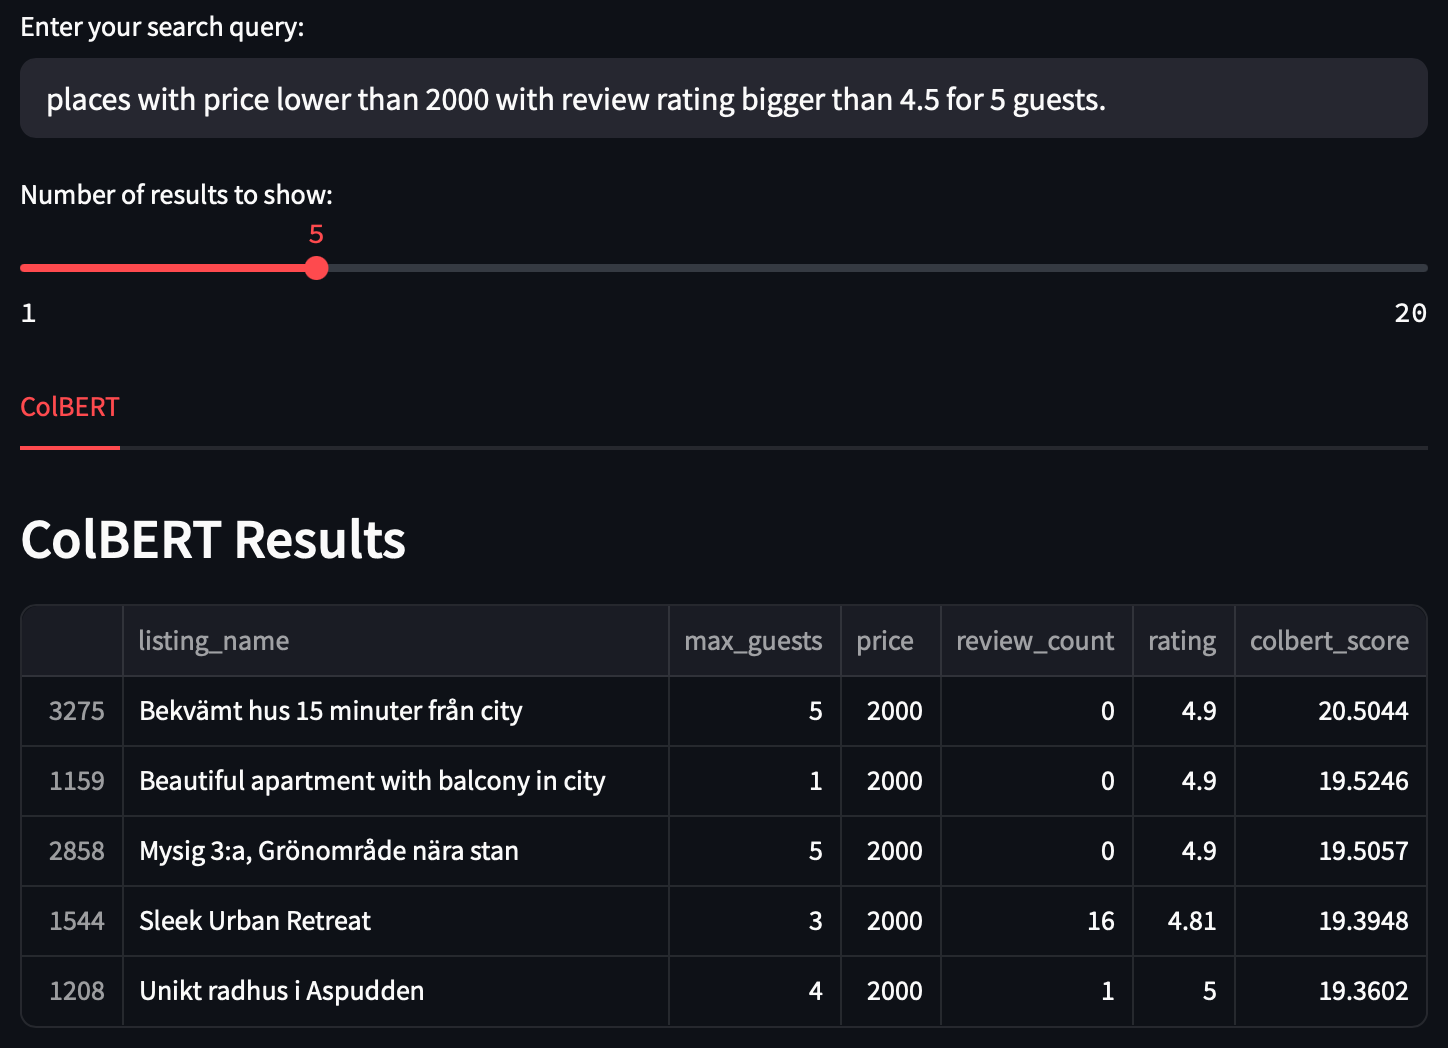 Enter your search query:
places with price lower than 2000 with review rating bigger than 4.5 for 5 guests.
Number of results to show:
5
1 20
ColBERT
ColBERT Results
listing_name max_guests price review_count rating colbert_score
3275 Bekvämt hus 15 minuter från city 5 2000 0 4.9 20.5044
1159 Beautiful apartment with balcony in city 1 2000 0 4.9 19.5246
2858 Mysig 3:a, Grönområde nära stan 5 2000 0 4.9 19.5057
1544 Sleek Urban Retreat 3 2000 16 4.81 19.3948
1208 Unikt radhus i Aspudden 4 2000 1 5 19.3602